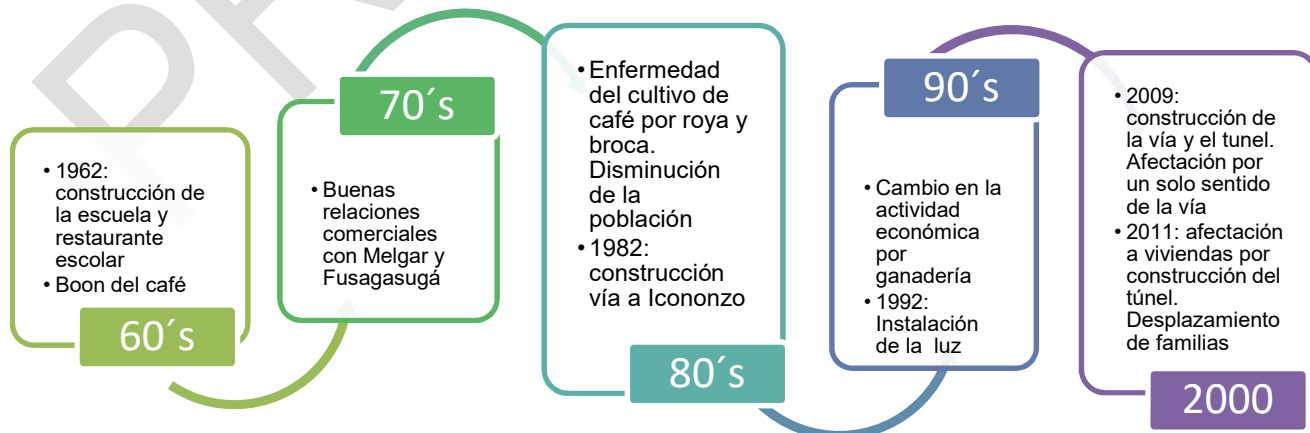 • 1962:
construcción de
la escuela y
restaurante
escolar
• Boon del café
60´s
70´s
• Buenas
relaciones
comerciales
con Melgar y
Fusagasugá
• Enfermedad
del cultivo de
café por roya y
broca.
Disminución
de la
población
• 1982:
construcción
vía a Icononzo
80´s
90´s
• Cambio en la
actividad
económica
por
ganadería
• 1992:
Instalación
de la luz
• 2009:
construcción de
la vía y el tunel.
Afectación por
un solo sentido
de la vía
• 2011: afectación
a viviendas por
construcción del
túnel.
Desplazamiento
de familias
2000